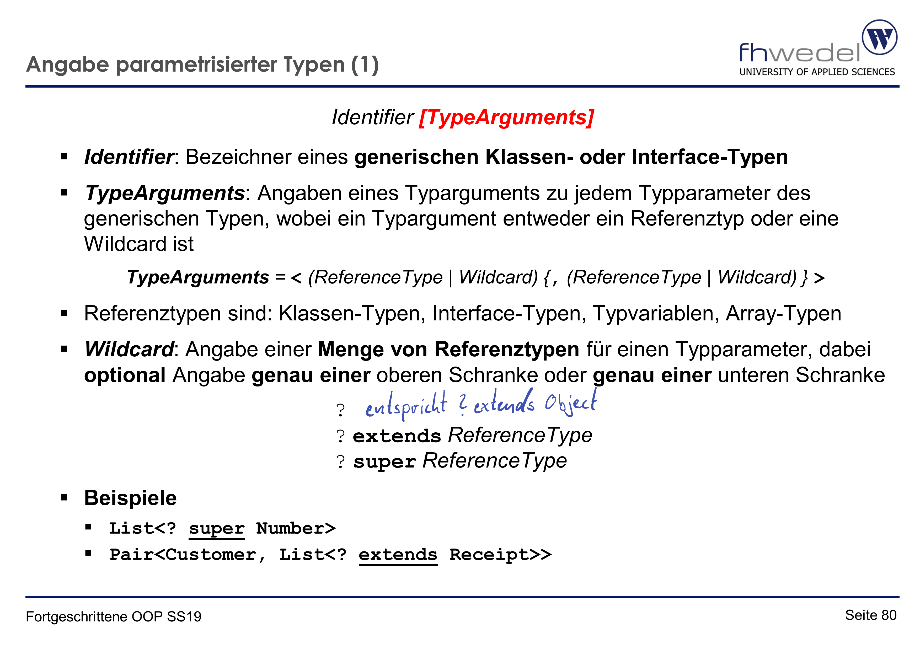 Angabe parametrisierter Typen (1)
fhwedel
W
UNIVERSITY OF APPLIED SCIENCES
Identifier [TypeArguments]
▪ Identifier: Bezeichner eines generischen Klassen- oder Interface-Typen
▪ TypeArguments: Angaben eines Typarguments zu jedem Typparameter des
generischen Typen, wobei ein Typargument entweder ein Referenztyp oder eine
Wildcard ist
TypeArguments = < (ReferenceType | Wildcard) { , (ReferenceType | Wildcard) } >
▪ Referenztypen sind: Klassen-Typen, Interface-Typen, Typvariablen, Array-Typen
▪ Wildcard: Angabe einer Menge von Referenztypen für einen Typparameter, dabei
optional Angabe genau einer oberen Schranke oder genau einer unteren Schranke
? entspricht ? extends Object
? extends ReferenceType
? super ReferenceType
▪ Beispiele
▪ List<? super Number>
▪ Pair<Customer, List<? extends Receipt>>
Fortgeschrittene OOP SS19
Seite 80